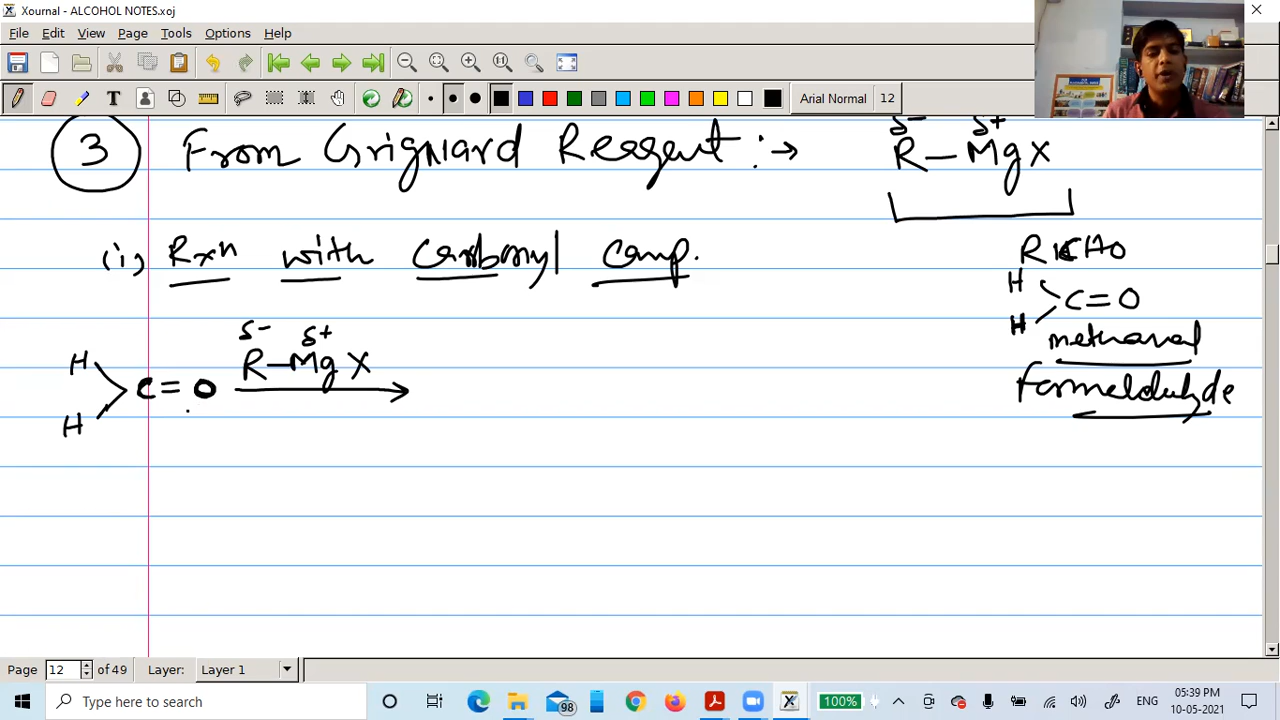 Xournal - ALCOHOL NOTES.xoj
File Edit View Page Tools Options Help
Arial Normal 12
3 From Grignard Reagent :→
δ- δ+
R—MgX
(i) Rxn with Carbonyl comp.
H
H
C=O
methanal
Formeldehyde
δ- δ+
R—MgX
H
H
C=O
Page 12 of 49 Layer: Layer 1
Type here to search
98
100%
ENG
05:39 PM
10-05-2021